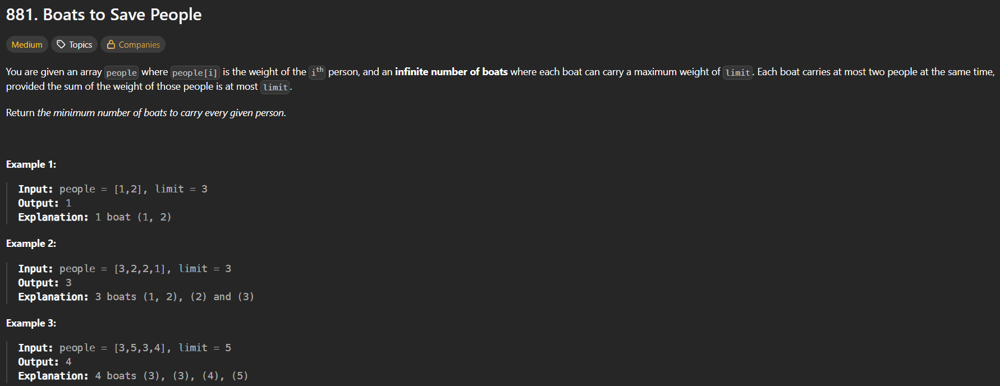 881. Boats to Save People
Medium Topics Companies
You are given an array people where people[i] is the weight of the ith person, and an infinite number of boats where each boat can carry a maximum weight of limit. Each boat carries at most two people at the same time,
provided the sum of the weight of those people is at most limit.
Return the minimum number of boats to carry every given person.
Example 1:
Input: people = [1,2], limit = 3
Output: 1
Explanation: 1 boat (1, 2)
Example 2:
Input: people = [3,2,2,1], limit = 3
Output: 3
Explanation: 3 boats (1, 2), (2) and (3)
Example 3:
Input: people = [3,5,3,4], limit = 5
Output: 4
Explanation: 4 boats (3), (3), (4), (5)